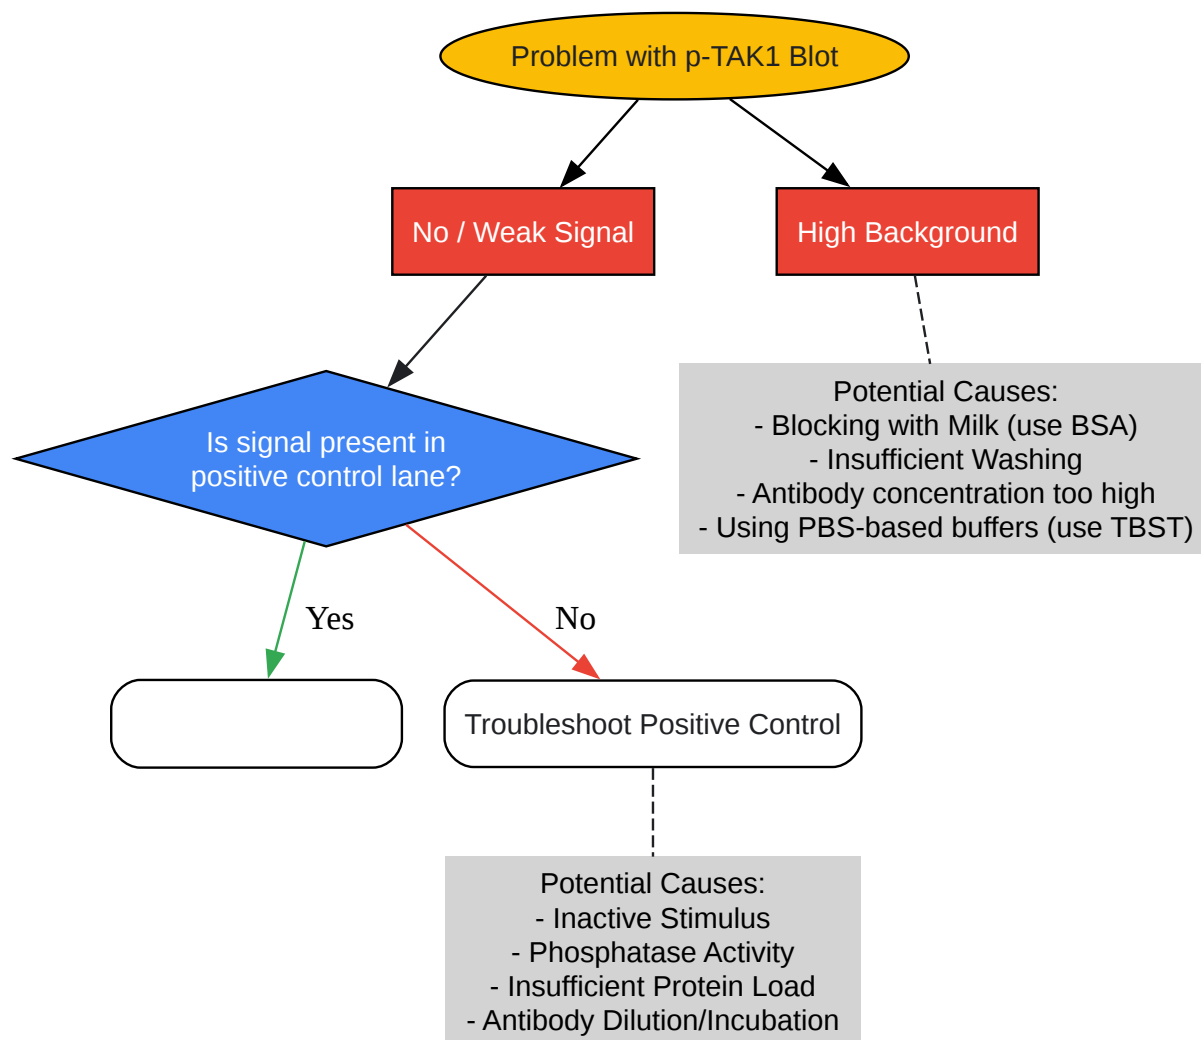 Problem with p-TAK1 Blot
No / Weak Signal
High Background
Is signal present in
positive control lane?
Potential Causes:
- Blocking with Milk (use BSA)
- Insufficient Washing
- Antibody concentration too high
- Using PBS-based buffers (use TBST)
Yes
No
Troubleshoot Positive Control
Potential Causes:
- Inactive Stimulus
- Phosphatase Activity
- Insufficient Protein Load
- Antibody Dilution/Incubation